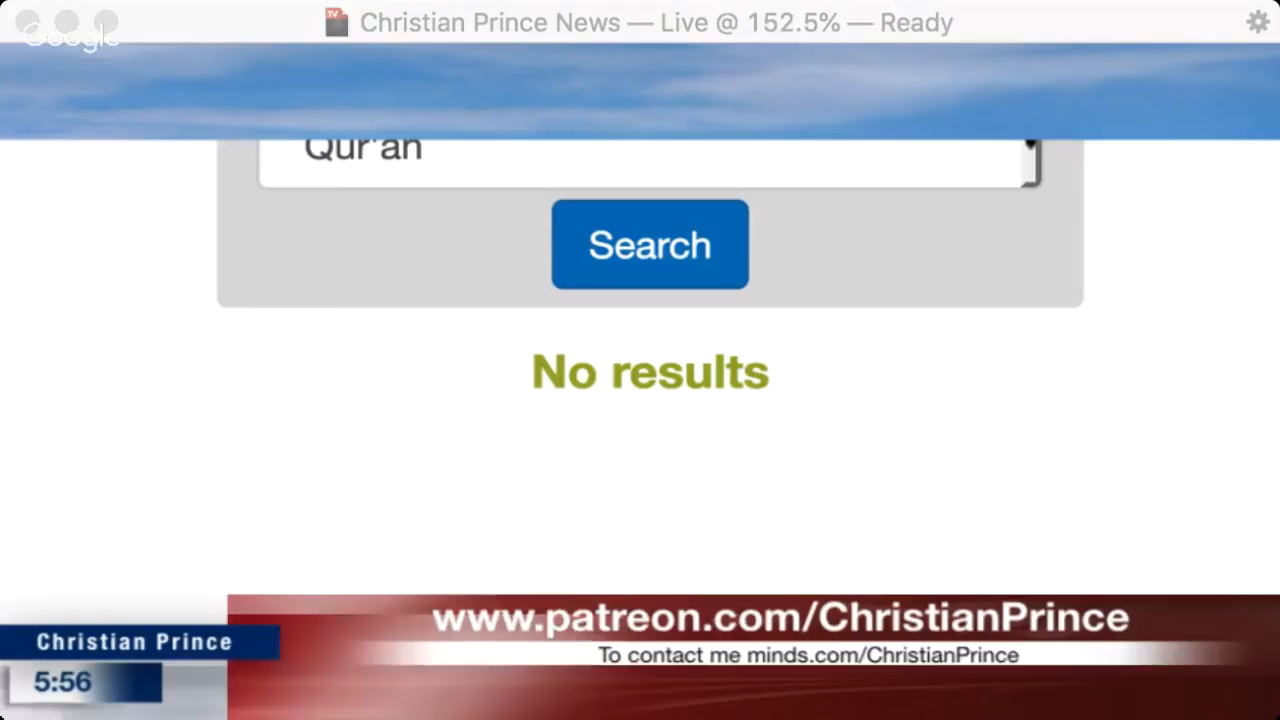 Christian Prince News — Live @ 152.5% — Ready
Google
Qur'an
Search
No results
www.patreon.com/ChristianPrince
To contact me minds.com/ChristianPrince
Christian Prince
5:56